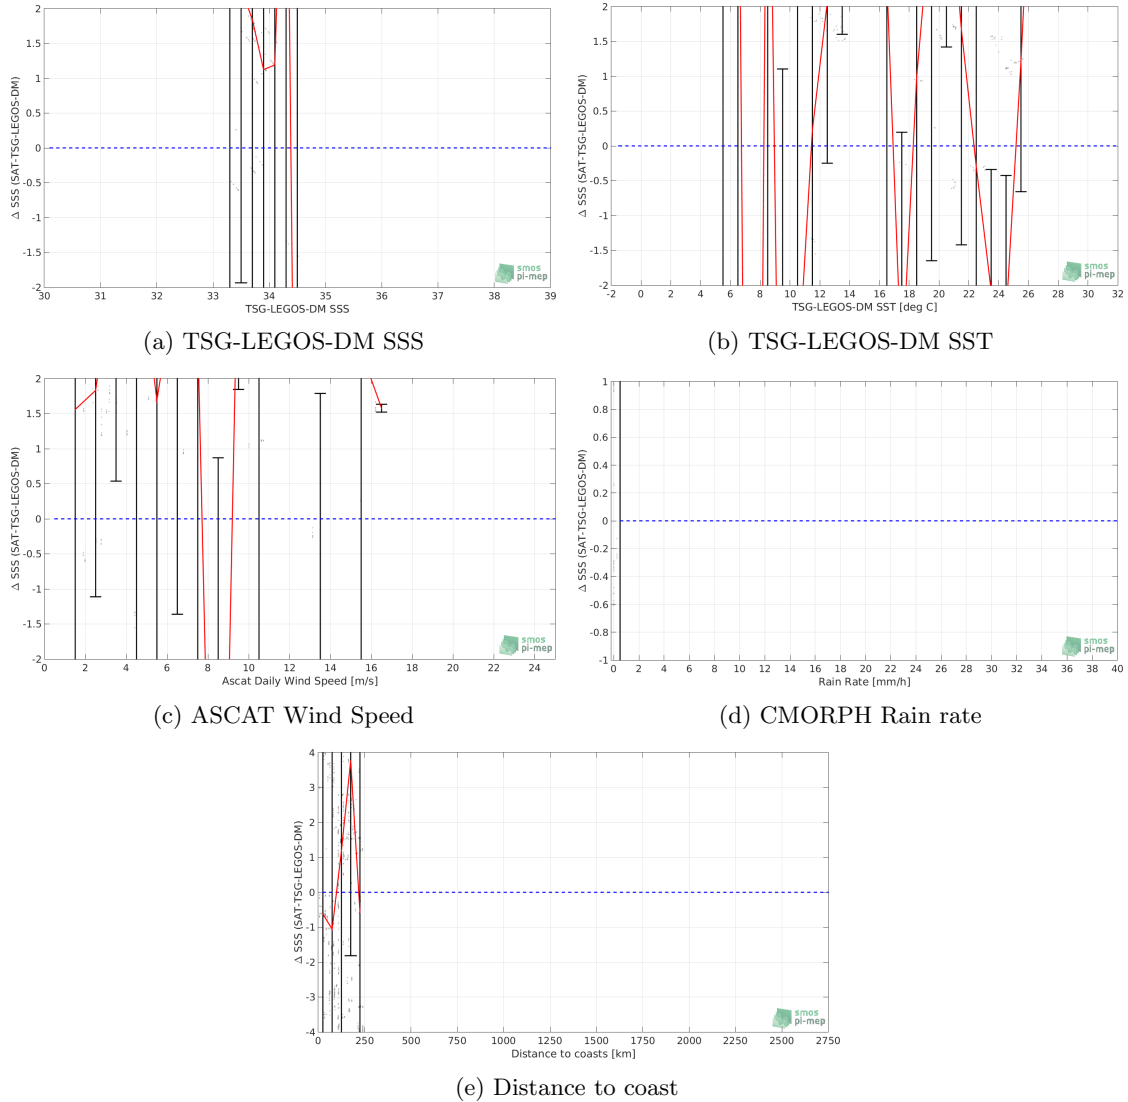 2
1.5
1
0.5
0
-0.5
-1
-1.5
-2
Δ SSS (SAT-TSG-LEGOS-DM)
30 31 32 33 34 35 36 37 38 39
TSG-LEGOS-DM SSS
smos
pi-mep
(a) TSG-LEGOS-DM SSS
2
1.5
1
0.5
0
-0.5
-1
-1.5
-2
Δ SSS (SAT-TSG-LEGOS-DM)
-2 0 2 4 6 8 10 12 14 16 18 20 22 24 26 28 30 32
TSG-LEGOS-DM SST [deg C]
smos
pi-mep
(b) TSG-LEGOS-DM SST
2
1.5
1
0.5
0
-0.5
-1
-1.5
-2
Δ SSS (SAT-TSG-LEGOS-DM)
0 2 4 6 8 10 12 14 16 18 20 22 24
Ascat Daily Wind Speed [m/s]
smos
pi-mep
(c) ASCAT Wind Speed
1
0.8
0.6
0.4
0.2
0
-0.2
-0.4
-0.6
-0.8
-1
Δ SSS (SAT-TSG-LEGOS-DM)
0 2 4 6 8 10 12 14 16 18 20 22 24 26 28 30 32 34 36 38 40
Rain Rate [mm/h]
smos
pi-mep
(d) CMORPH Rain rate
4
3
2
1
0
-1
-2
-3
-4
Δ SSS (SAT-TSG-LEGOS-DM)
0 250 500 750 1000 1250 1500 1750 2000 2250 2500 2750
Distance to coasts [km]
smos
pi-mep
(e) Distance to coast